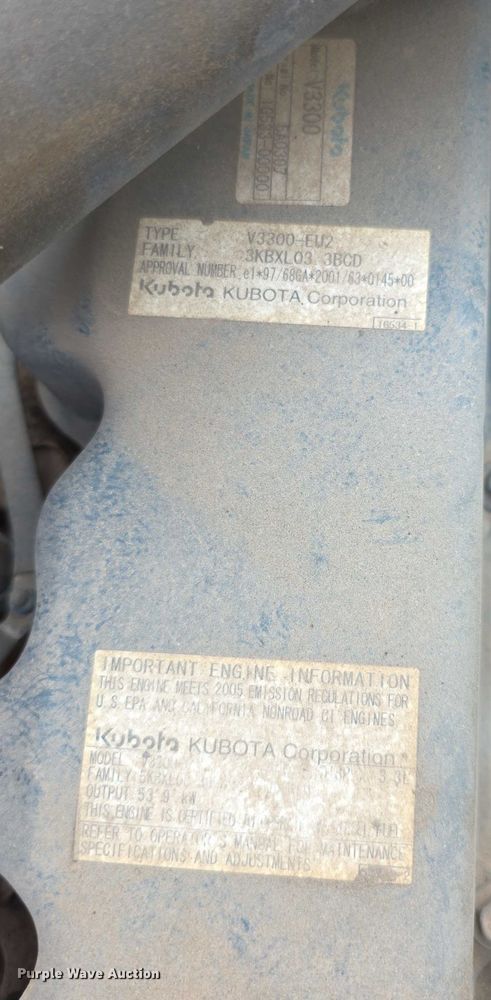 Kubota
Model V3300
TYPE. V3300-EU2
FAMILY. 3KBXL03 3BCD
APPROVAL NUMBER. e1*97/68GA*2001/63*0145*00
Kubota KUBOTA Corporation
16534
IMPORTANT ENGINE INFORMATION
THIS ENGINE MEETS 2005 EMISSION REGULATIONS FOR
U S EPA AND CALIFORNIA NONROAD CI ENGINES
Kubota KUBOTA Corporation
MODEL
FAMILY
OUTPUT 53 9 KW
THIS ENGINE IS CERTIFIED
REFER TO OPERATOR'S MANUAL FOR MAINTENANCE
SPECIFICATIONS AND ADJUSTMENTS
Purple Wave Auction